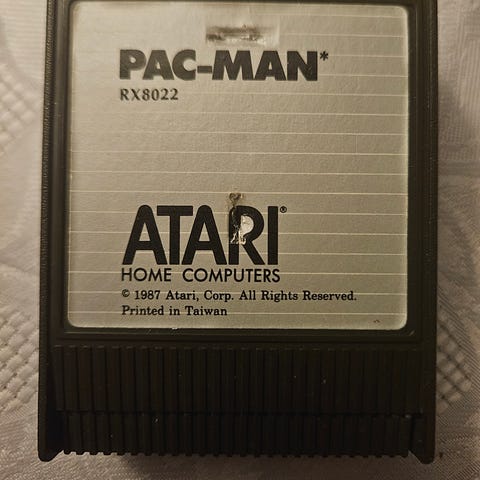 PAC-MAN*
RX8022
ATARI®
HOME COMPUTERS
© 1987 Atari, Corp. All Rights Reserved.
Printed in Taiwan